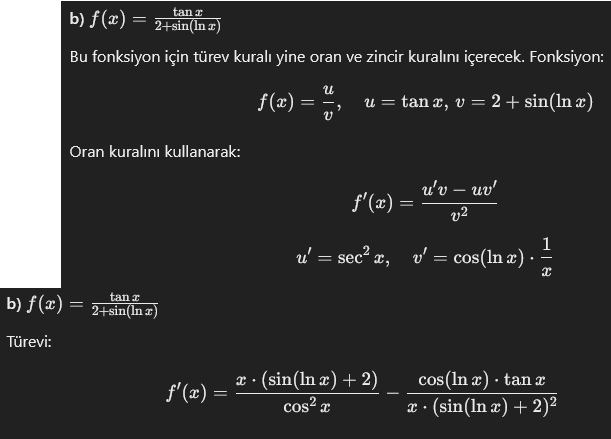 b) f(x) = tan x / 2+sin(ln x)
Bu fonksiyon için türev kuralı yine oran ve zincir kuralını içerecek. Fonksiyon:
f(x) = u/v, u = tan x, v = 2 + sin(ln x)
Oran kuralını kullanarak:
f′(x) = u′v − uv′ / v²
u′ = sec² x, v′ = cos(ln x) · 1/x
b) f(x) = tan x / 2+sin(ln x)
Türevi:
f′(x) = x · (sin(ln x) + 2) / cos² x − cos(ln x) · tan x / x · (sin(ln x) + 2)²